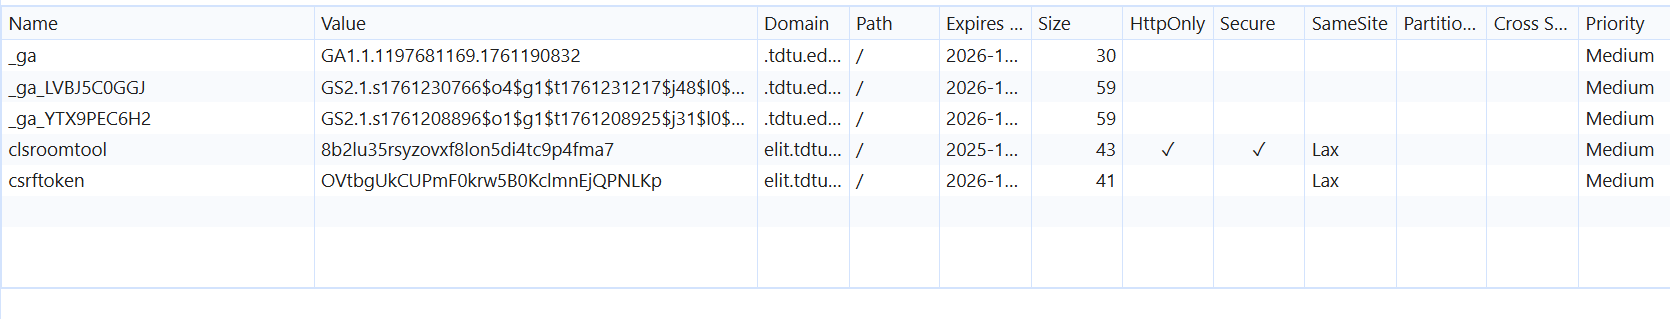 Name Value Domain Path Expires ... Size HttpOnly Secure SameSite Partitio... Cross S... Priority
_ga GA1.1.1197681169.1761190832 .tdtu.ed... / 2026-1... 30 Medium
_ga_LVBJ5C0GGJ GS2.1.s1761230766$o4$g1$t1761231217$j48$l0$... .tdtu.ed... / 2026-1... 59 Medium
_ga_YTX9PEC6H2 GS2.1.s1761208896$o1$g1$t1761208925$j31$l0$... .tdtu.ed... / 2026-1... 59 Medium
clsroomtool 8b2lu35rsyzovxf8lon5di4tc9p4fma7 elit.tdtu... / 2025-1... 43 ✓ ✓ Lax Medium
csrftoken OVtbgUkCUPmF0krw5B0KclmnEjQPNLKp elit.tdtu... / 2026-1... 41 Lax Medium